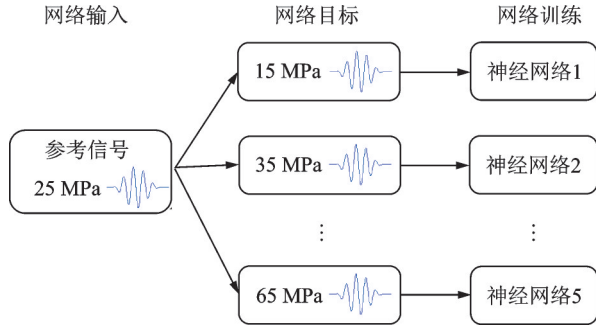 网络输入 网络目标 网络训练
15 MPa 神经网络1
参考信号
25 MPa
35 MPa 神经网络2
⋮ ⋮
65 MPa 神经网络5